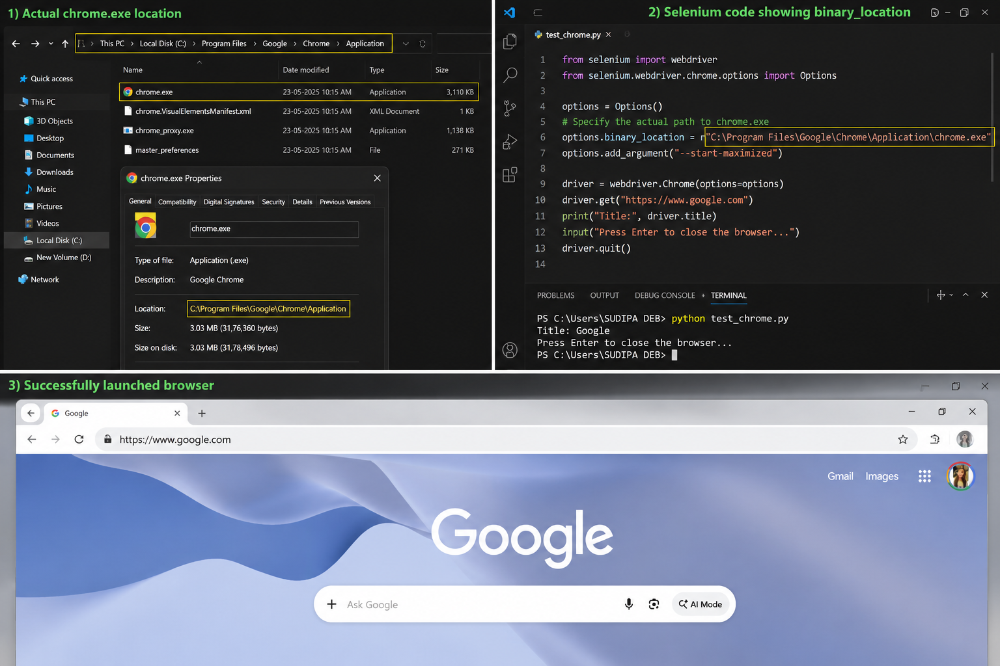 1) Actual chrome.exe location
This PC > Local Disk (C:) > Program Files > Google > Chrome > Application
Name Date modified Type Size
Quick access
This PC
3D Objects
Desktop
Documents
Downloads
Music
Pictures
Videos
Local Disk (C:)
New Volume (D:)
Network
chrome.exe 23-05-2025 10:15 AM Application 3,110 KB
chrome.VisualElementsManifest.xml 23-05-2025 10:15 AM XML Document 1 KB
chrome_proxy.exe 23-05-2025 10:15 AM Application 1,138 KB
master_preferences 23-05-2025 10:15 AM File 271 KB
chrome.exe Properties
General Compatibility Digital Signatures Security Details Previous Versions
chrome.exe
Type of file: Application (.exe)
Description: Google Chrome
Location: C:\Program Files\Google\Chrome\Application
Size: 3.03 MB (31,76,360 bytes)
Size on disk: 3.03 MB (31,78,496 bytes)
2) Selenium code showing binary_location
test_chrome.py
1 from selenium import webdriver
2 from selenium.webdriver.chrome.options import Options
3
4 options = Options()
5 # Specify the actual path to chrome.exe
6 options.binary_location = r"C:\Program Files\Google\Chrome\Application\chrome.exe"
7 options.add_argument("--start-maximized")
8
9 driver = webdriver.Chrome(options=options)
10 driver.get("https://www.google.com")
11 print("Title:", driver.title)
12 input("Press Enter to close the browser...")
13 driver.quit()
14
PROBLEMS OUTPUT DEBUG CONSOLE TERMINAL
PS C:\Users\SUDIPA DEB> python test_chrome.py
Title: Google
Press Enter to close the browser...
PS C:\Users\SUDIPA DEB>
3) Successfully launched browser
Google
https://www.google.com
Gmail Images
Google
Ask Google AI Mode